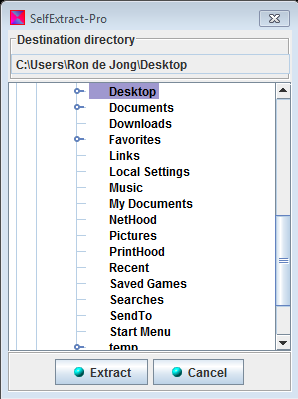 SelfExtract-Pro
Destination directory
C:\Users\Ron de Jong\Desktop
Desktop
Documents
Downloads
Favorites
Links
Local Settings
Music
My Documents
NetHood
Pictures
PrintHood
Recent
Saved Games
Searches
SendTo
Start Menu
temp
Extract
Cancel